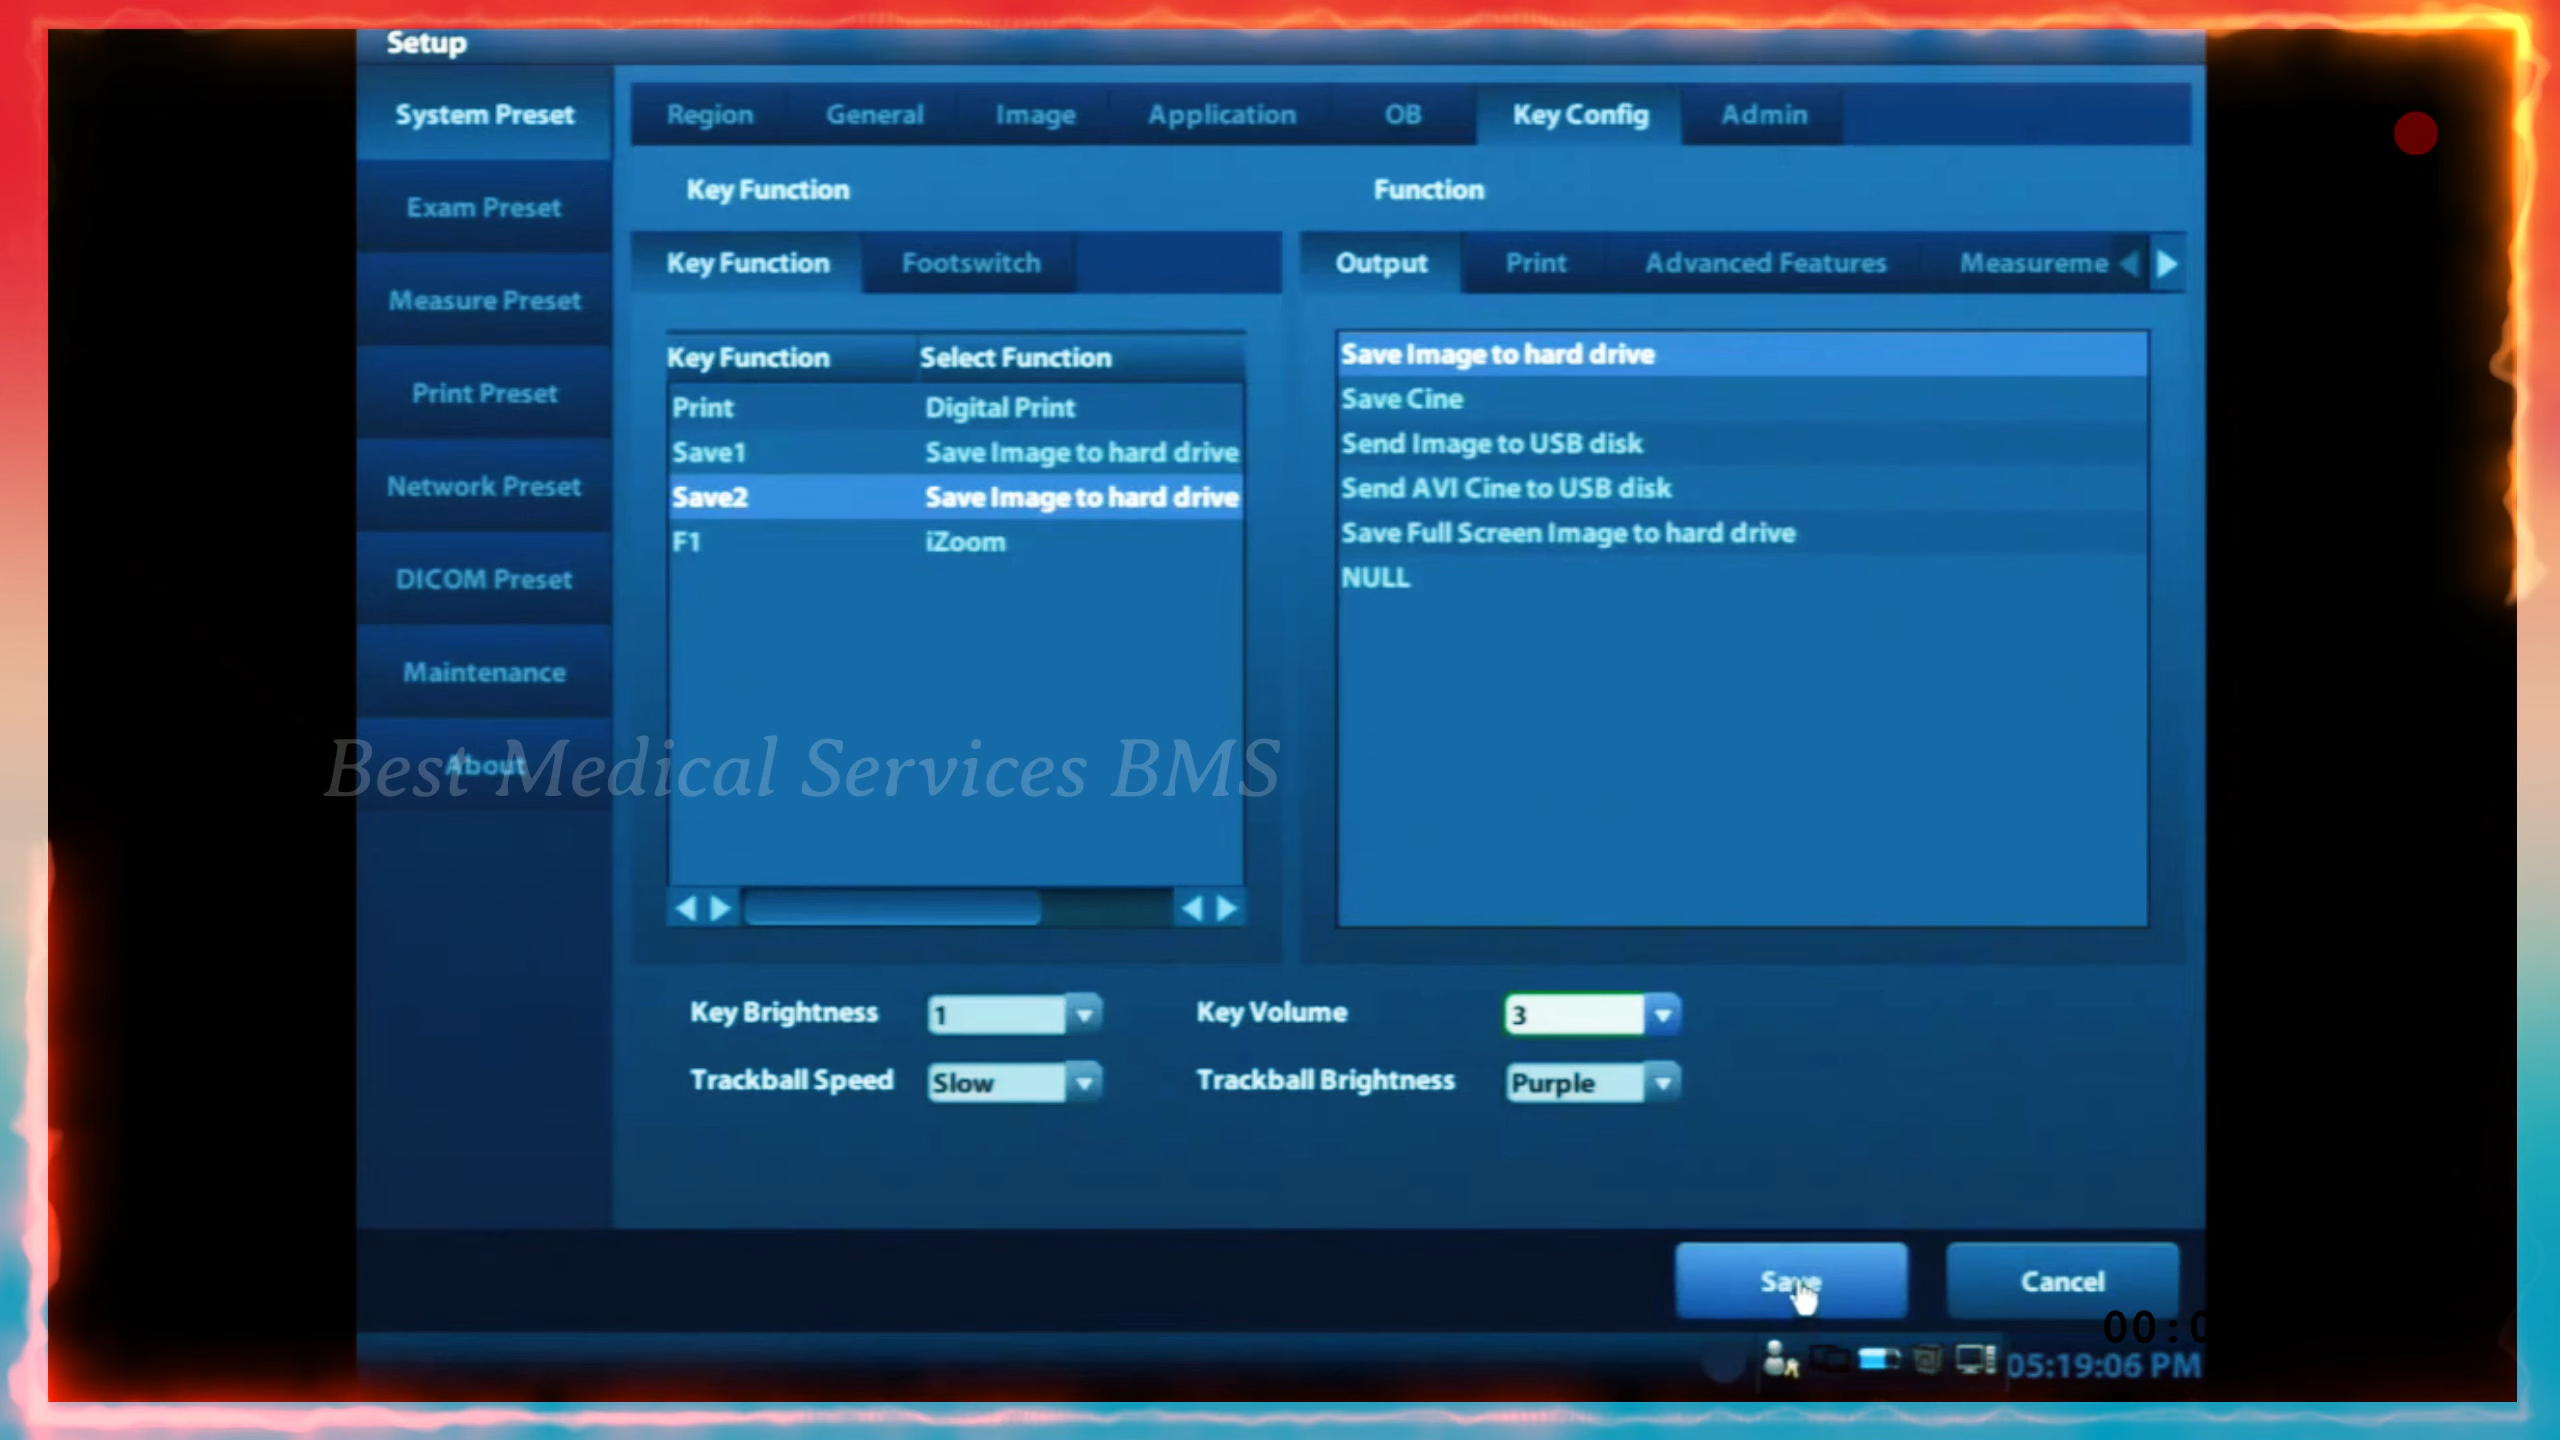 Setup
System Preset
Exam Preset
Measure Preset
Print Preset
Network Preset
DICOM Preset
Maintenance
About
Region General Image Application OB Key Config Admin
Key Function Function
Key Function Footswitch
Output Print Advanced Features Measureme
Key Function Select Function
Print Digital Print
Save1 Save Image to hard drive
Save2 Save Image to hard drive
F1 iZoom
Save Image to hard drive
Save Cine
Send Image to USB disk
Send AVI Cine to USB disk
Save Full Screen Image to hard drive
NULL
Best Medical Services BMS
Key Brightness 1 Key Volume 3
Trackball Speed Slow Trackball Brightness Purple
Save Cancel
05:19:06 PM